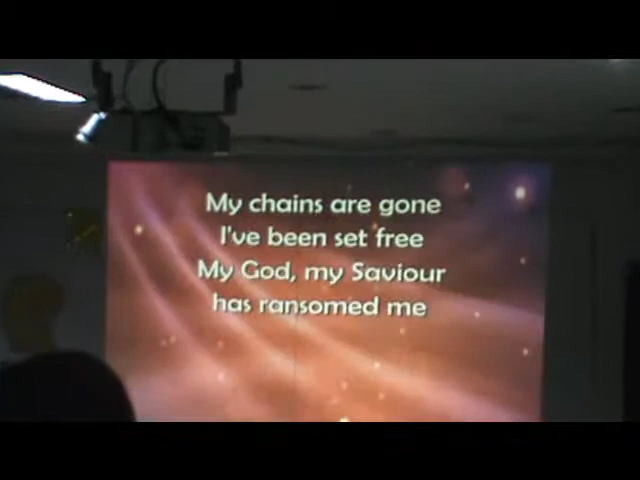 My chains are gone
I've been set free
My God, my Saviour
has ransomed me